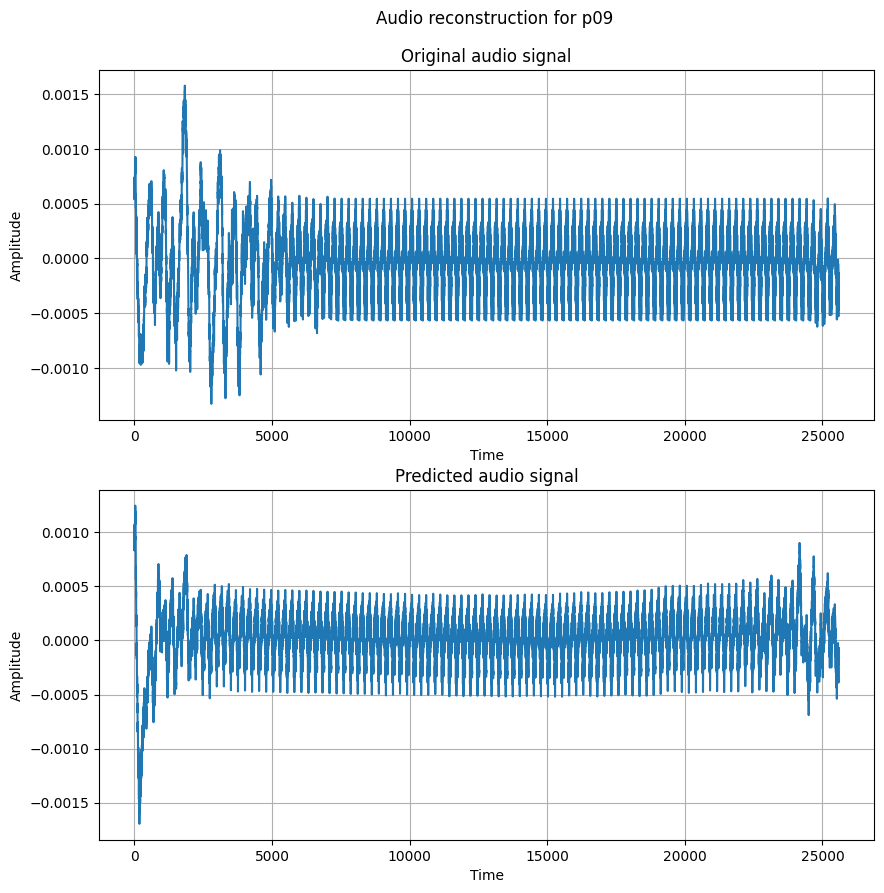 Audio reconstruction for p09
Original audio signal
0.0015
0.0010
0.0005
0.0000
−0.0005
−0.0010
Amplitude
0 5000 10000 15000 20000 25000
Time
Predicted audio signal
0.0010
0.0005
0.0000
−0.0005
−0.0010
−0.0015
Amplitude
0 5000 10000 15000 20000 25000
Time